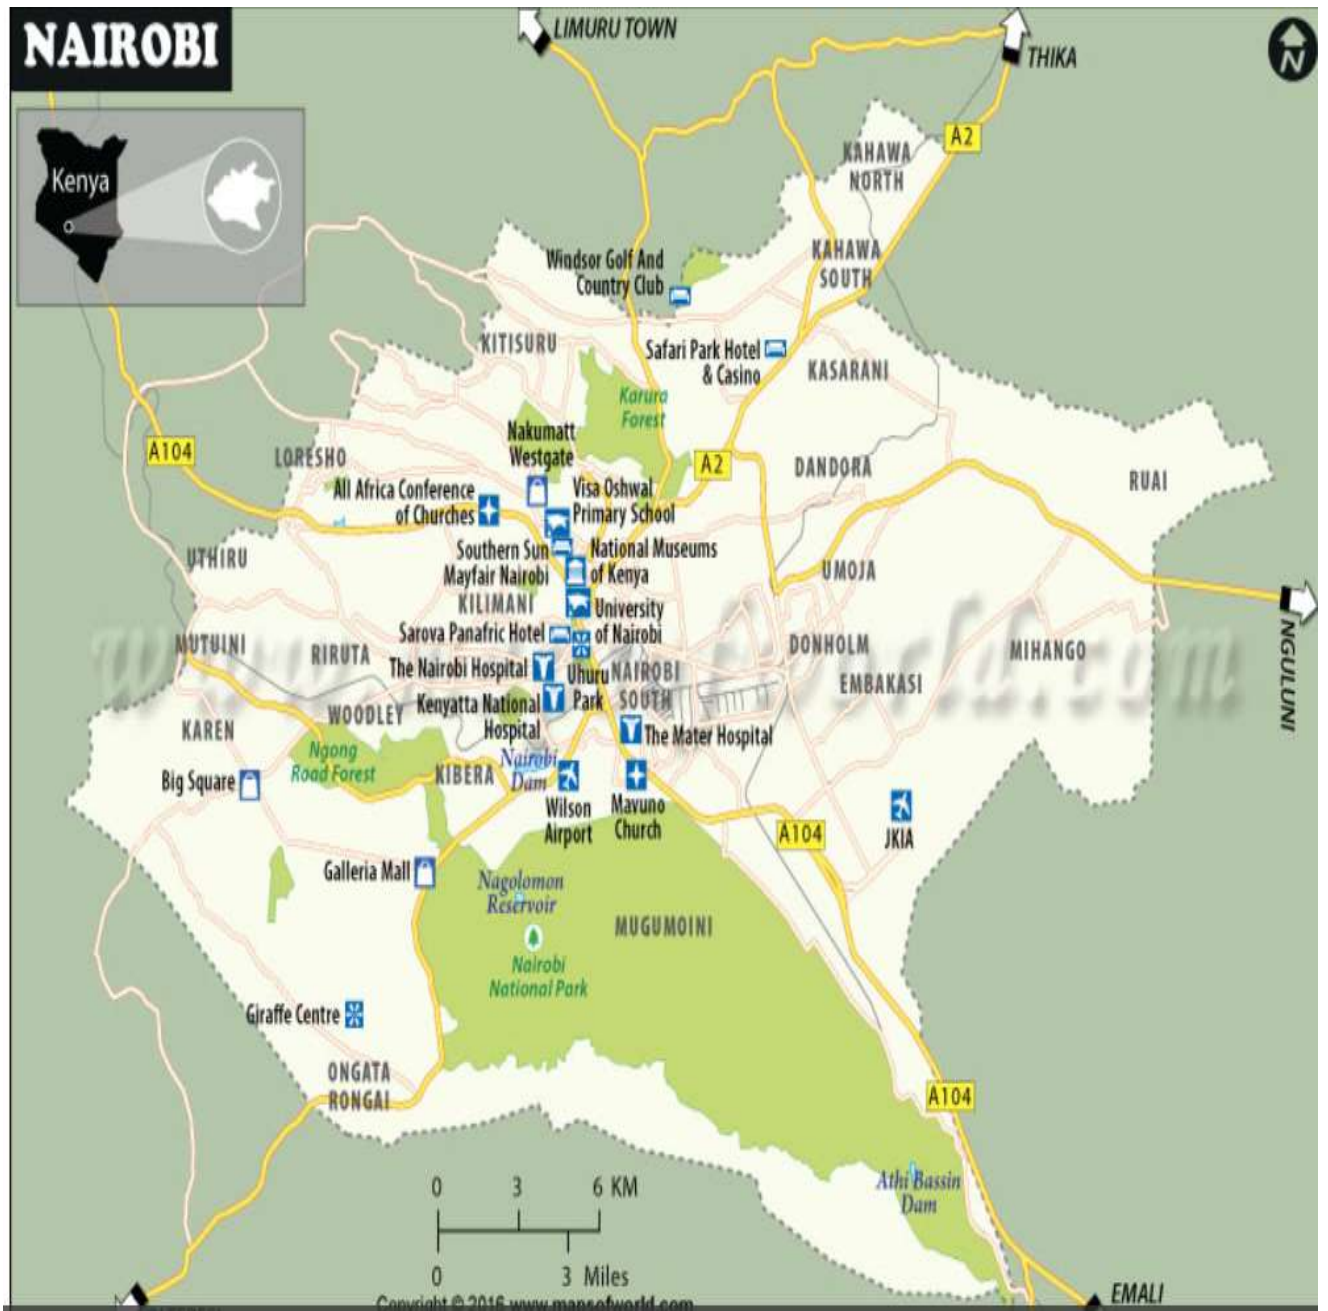 NAIROBI
LIMURU TOWN
THIKA
N
Kenya
A2
KAHAWA
NORTH
KAHAWA
SOUTH
Windsor Golf And
Country Club
KITISURU
Safari Park Hotel
& Casino
KASARANI
Karura
Forest
Nakumatt
Westgate
A104
LORESHO
A2
DANDORA
RUAI
All Africa Conference
of Churches
Visa Oshwal
Primary School
Southern Sun
Mayfair Nairobi
National Museums
of Kenya
UTHIRU
UMOJA
KILIMANI
University
of Nairobi
Sarova Panafric Hotel
MUTUINI
RIRUTA
DONHOLM
MIHANGO
NGULUNI
The Nairobi Hospital
Uhuru
Park
NAIROBI
SOUTH
EMBAKASI
Kenyatta National
Hospital
WOODLEY
KAREN
The Mater Hospital
Ngong
Road Forest
Nairobi
Dam
KIBERA
Big Square
Wilson
Airport
Mavuno
Church
A104
JKIA
Galleria Mall
Nagolomon
Reservoir
MUGUMOINI
Nairobi
National Park
Giraffe Centre
ONGATA
RONGAI
A104
Athi Bassin
Dam
0 3 6 KM
0 3 Miles
EMALI
Copyright © 2016 www.mapsofworld.com